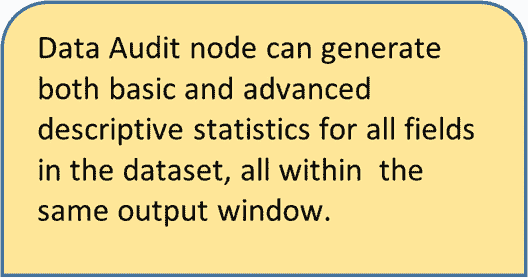 Data Audit node can generate
both basic and advanced
descriptive statistics for all fields
in the dataset, all within  the
same output window.